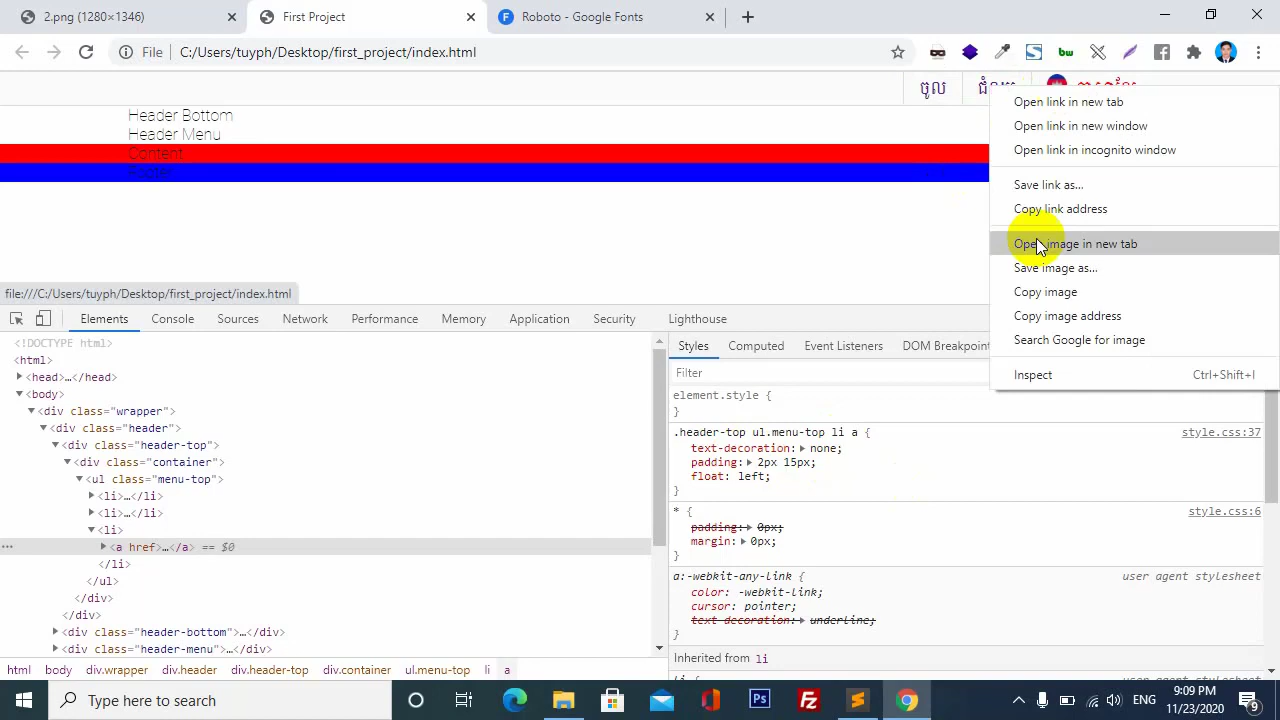 2.png (1280×1346)
First Project
Roboto - Google Fonts
File
C:/Users/tuyph/Desktop/first_project/index.html
ចូល
Header Bottom
Header Menu
Content
Footer
Open link in new tab
Open link in new window
Open link in incognito window
Save link as...
Copy link address
Open image in new tab
Save image as...
Copy image
Copy image address
Search Google for image
Inspect Ctrl+Shift+I
file:///C:/Users/tuyph/Desktop/first_project/index.html
Elements Console Sources Network Performance Memory Application Security Lighthouse
<!DOCTYPE html>
<html>
<head>…</head>
<body>
<div class="wrapper">
<div class="header">
<div class="header-top">
<div class="container">
<ul class="menu-top">
<li>…</li>
<li>…</li>
<li>
<a href>…</a> == $0
</li>
</ul>
</div>
</div>
<div class="header-bottom">…</div>
<div class="header-menu">…</div>
html body div.wrapper div.header div.header-top div.container ul.menu-top li a
Styles Computed Event Listeners DOM Breakpoin
Filter
element.style {
}
.header-top ul.menu-top li a { style.css:37
text-decoration: none;
padding: 2px 15px;
float: left;
}
* { style.css:6
padding: 0px;
margin: 0px;
}
a:-webkit-any-link { user agent stylesheet
color: -webkit-link;
cursor: pointer;
text-decoration: underline;
}
Inherited from li
Type here to search
bw
Ps
Fz
ENG
9:09 PM
11/23/2020
9